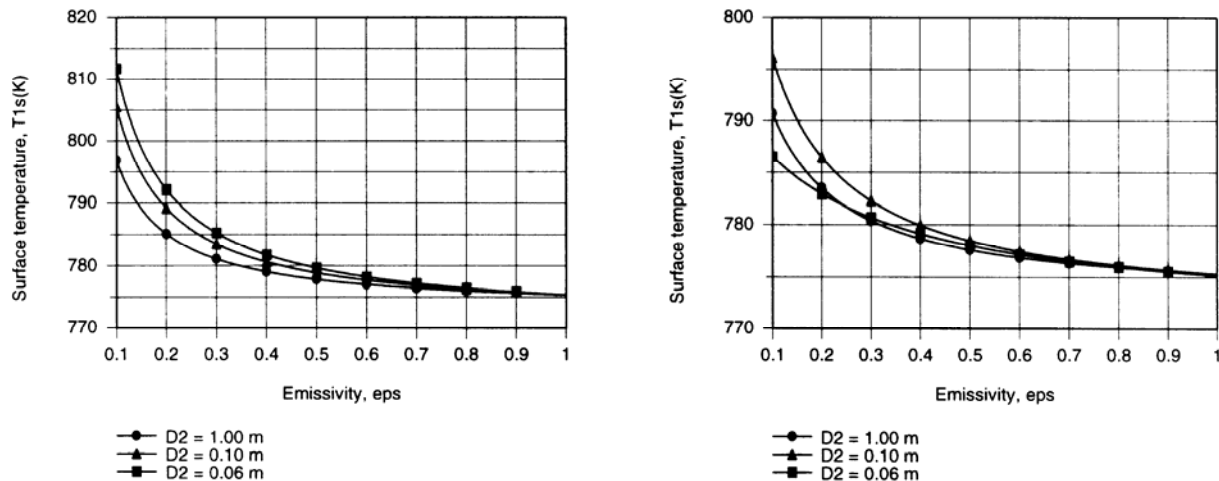 Surface temperature, T1s(K)
820
810
800
790
780
770
0.1 0.2 0.3 0.4 0.5 0.6 0.7 0.8 0.9 1
Emissivity, eps
D2 = 1.00 m
D2 = 0.10 m
D2 = 0.06 m
Surface temperature, T1s(K)
800
790
780
770
0.1 0.2 0.3 0.4 0.5 0.6 0.7 0.8 0.9 1
Emissivity, eps
D2 = 1.00 m
D2 = 0.10 m
D2 = 0.06 m